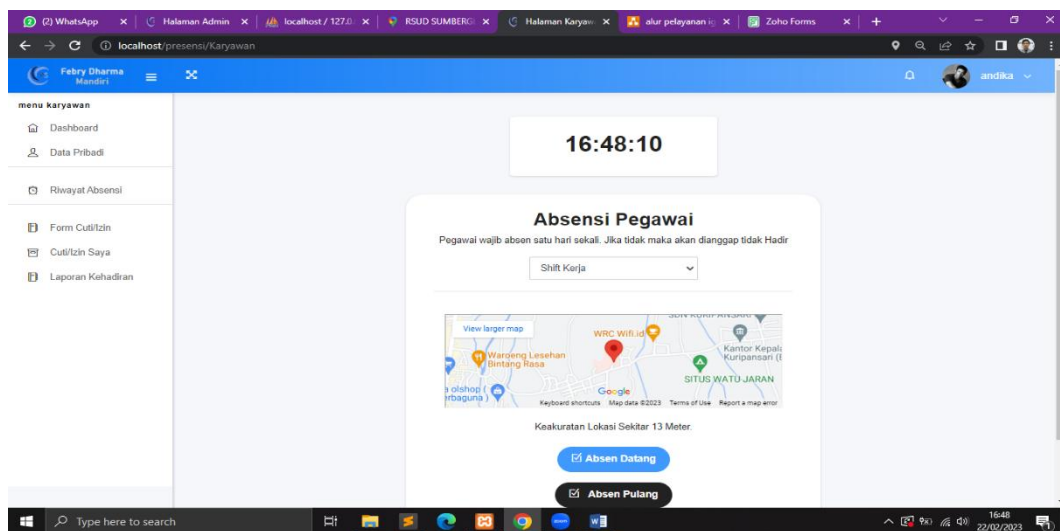 (2) WhatsApp
Halaman Admin
localhost / 127.0.
RSUD SUMBERG
Halaman Karyaw
alur pelayanan ig
Zoho Forms
localhost/presensi/Karyawan
Febry Dharma
Mandiri
andika
menu karyawan
Dashboard
Data Pribadi
Riwayat Absensi
Form Cuti/Izin
Cuti/Izin Saya
Laporan Kehadiran
16:48:10
Absensi Pegawai
Pegawai wajib absen satu hari sekali. Jika tidak maka akan dianggap tidak Hadir
Shift Kerja
View larger map
WRC Wifi.id
Kantor Kepala
Kuripansari (
Waroeng Lesehan
Bintang Rasa
SITUS WATU JARAN
olshop (
rbaguna )
Google
Keyboard shortcuts Map data ©2023 Terms of Use Report a map error
Keakuratan Lokasi Sekitar 13 Meter.
Absen Datang
Absen Pulang
Type here to search
16:48
22/02/2023